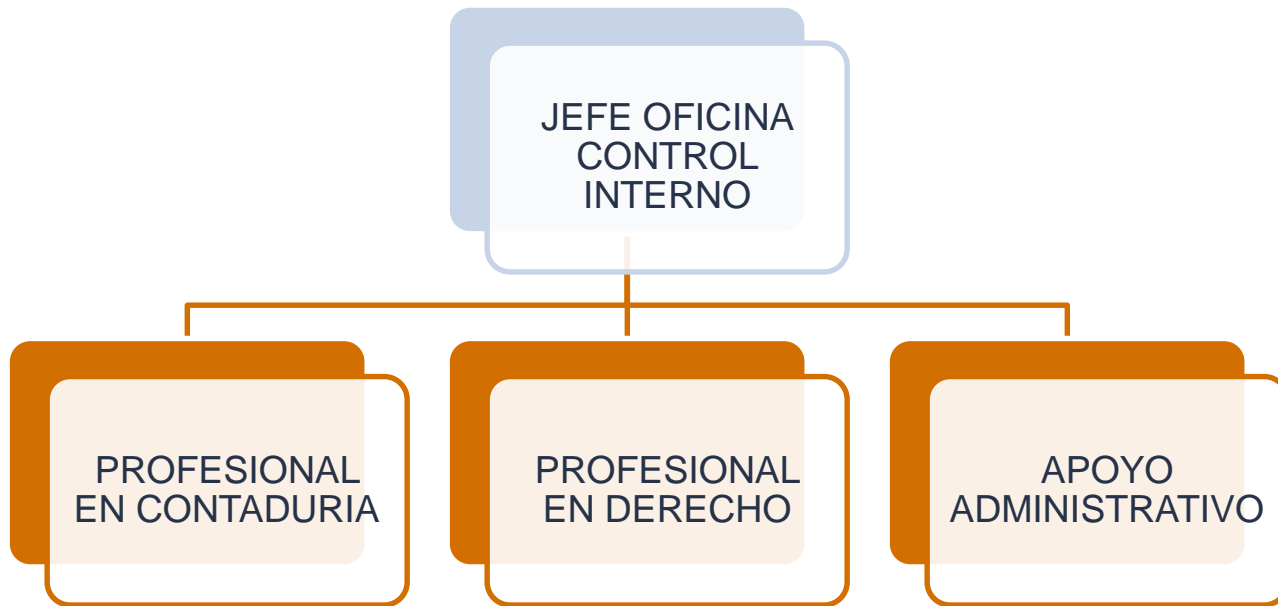 JEFE OFICINA
CONTROL
INTERNO
PROFESIONAL
EN CONTADURIA
PROFESIONAL
EN DERECHO
APOYO
ADMINISTRATIVO